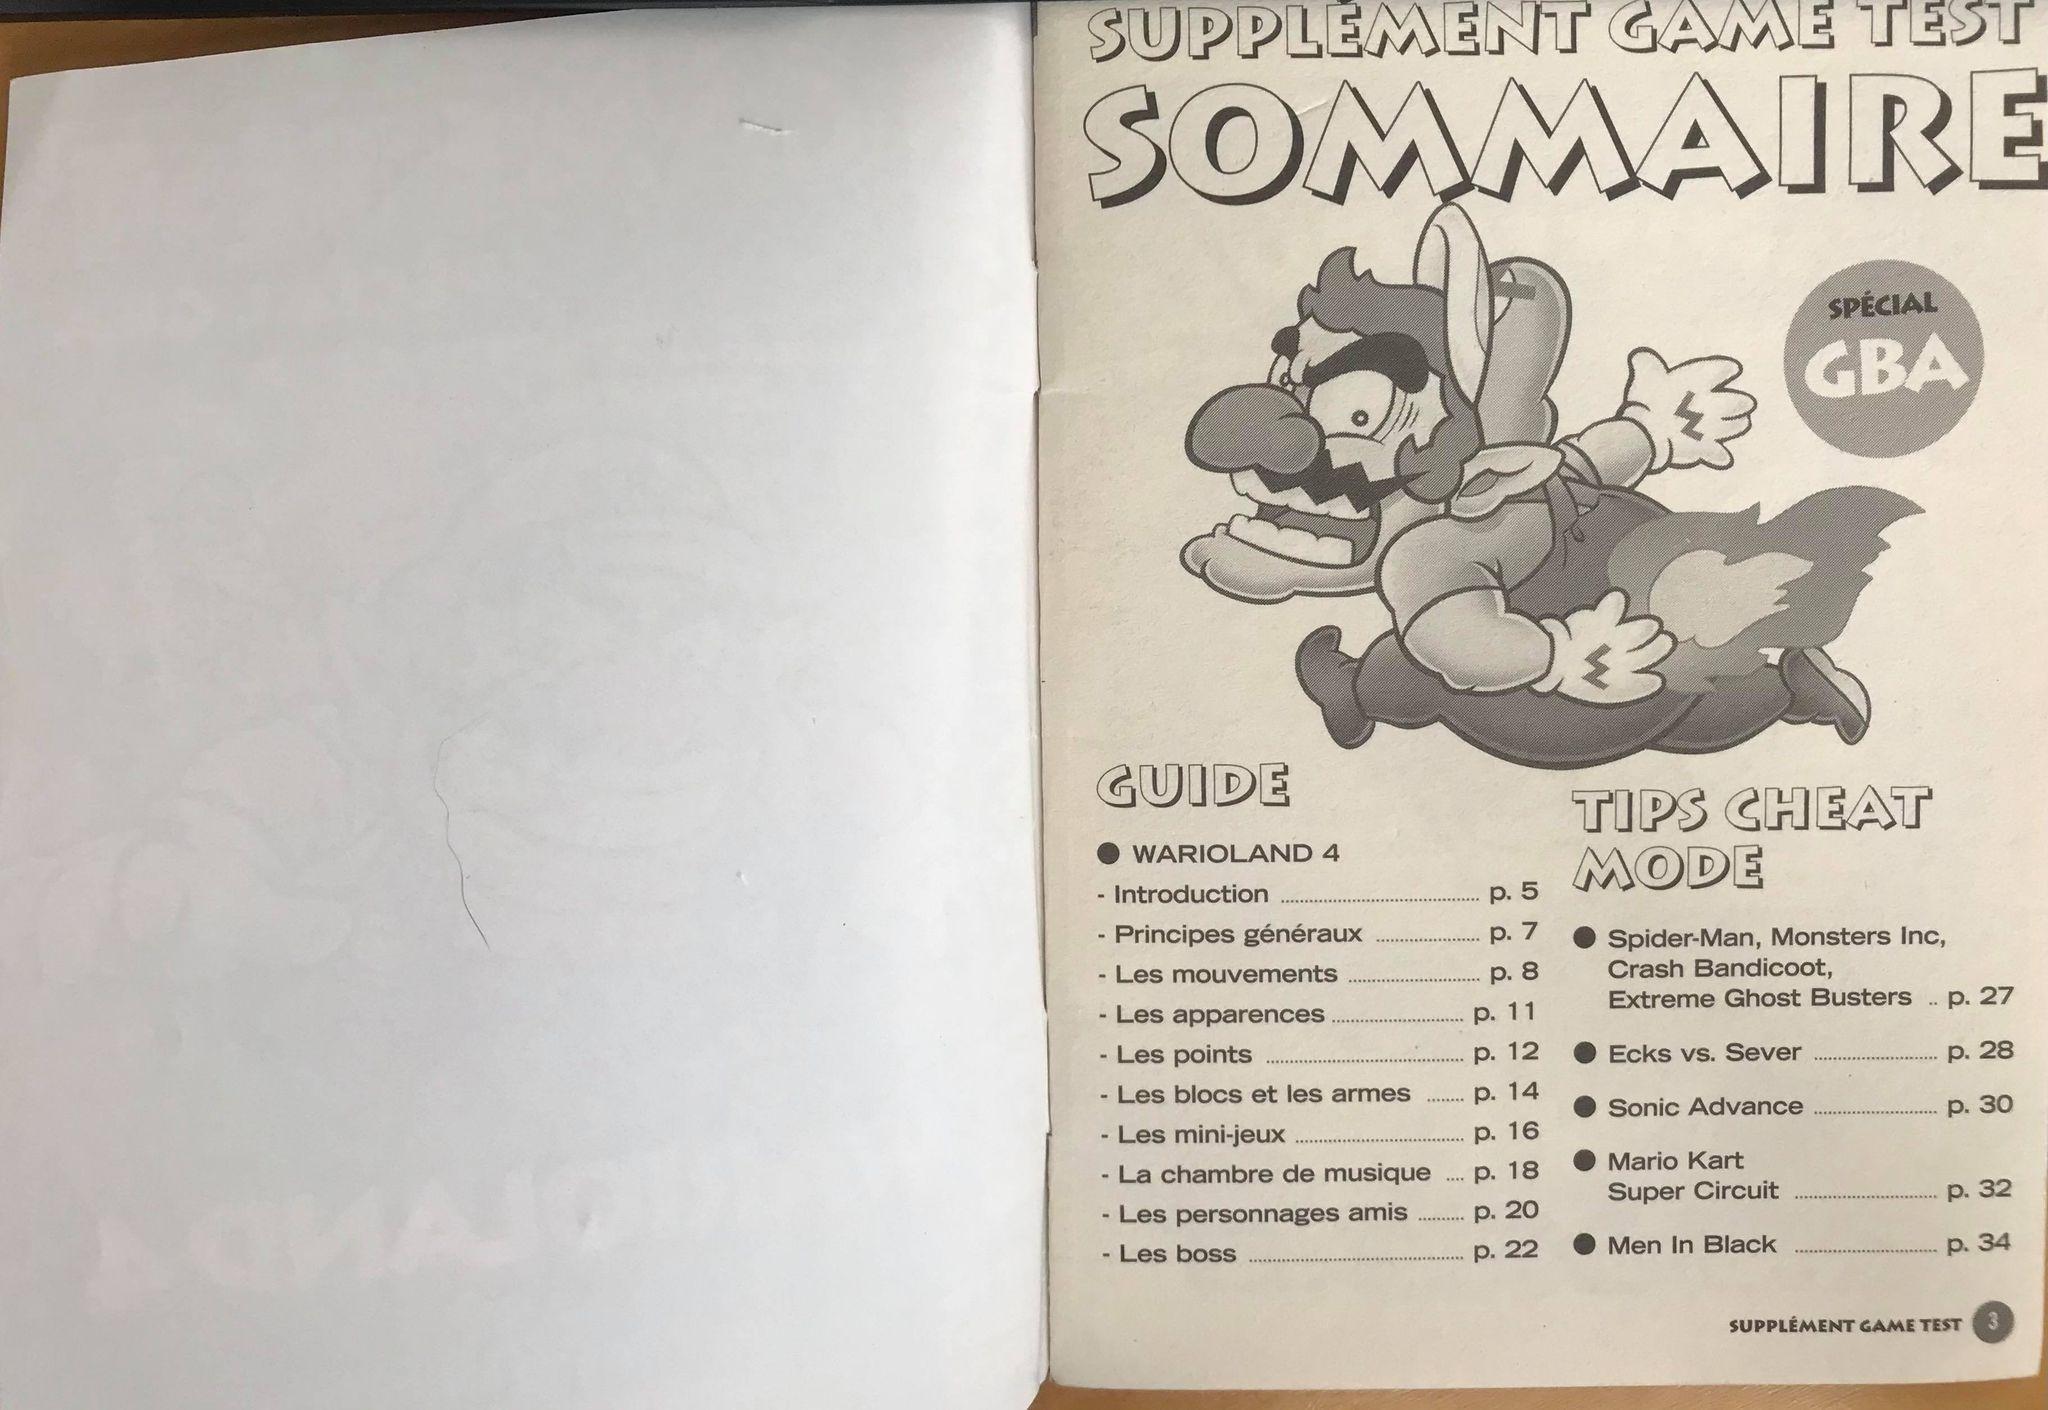 SUPPLÉMENT GAME TEST
SOMMAIRE
SPÉCIAL
GBA
GUIDE
● WARIOLAND 4
- Introduction ........................................ p. 5
- Principes généraux ..................... p. 7
- Les mouvements ........................... p. 8
- Les apparences ........................... p. 11
- Les points ........................................ p. 12
- Les blocs et les armes ....... p. 14
- Les mini-jeux .................................. p. 16
- La chambre de musique .... p. 18
- Les personnages amis ......... p. 20
- Les boss ........................................... p. 22
TIPS CHEAT
MODE
● Spider-Man, Monsters Inc,
Crash Bandicoot,
Extreme Ghost Busters .. p. 27
● Ecks vs. Sever ......................... p. 28
● Sonic Advance ......................... p. 30
● Mario Kart
Super Circuit ............................. p. 32
● Men In Black ............................. p. 34
SUPPLÉMENT GAME TEST 3